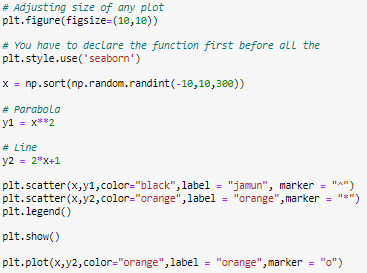 # Adjusting size of any plot
plt.figure(figsize=(10,10))
# You have to declare the function first before all the
plt.style.use('seaborn')
x = np.sort(np.random.randint(-10,10,300))
# Parabola
y1 = x**2
# Line
y2 = 2*x+1
plt.scatter(x,y1,color="black",label = "jamun", marker = "^")
plt.scatter(x,y2,color="orange",label = "orange",marker = "*")
plt.legend()
plt.show()
plt.plot(x,y2,color="orange",label = "orange",marker = "o")